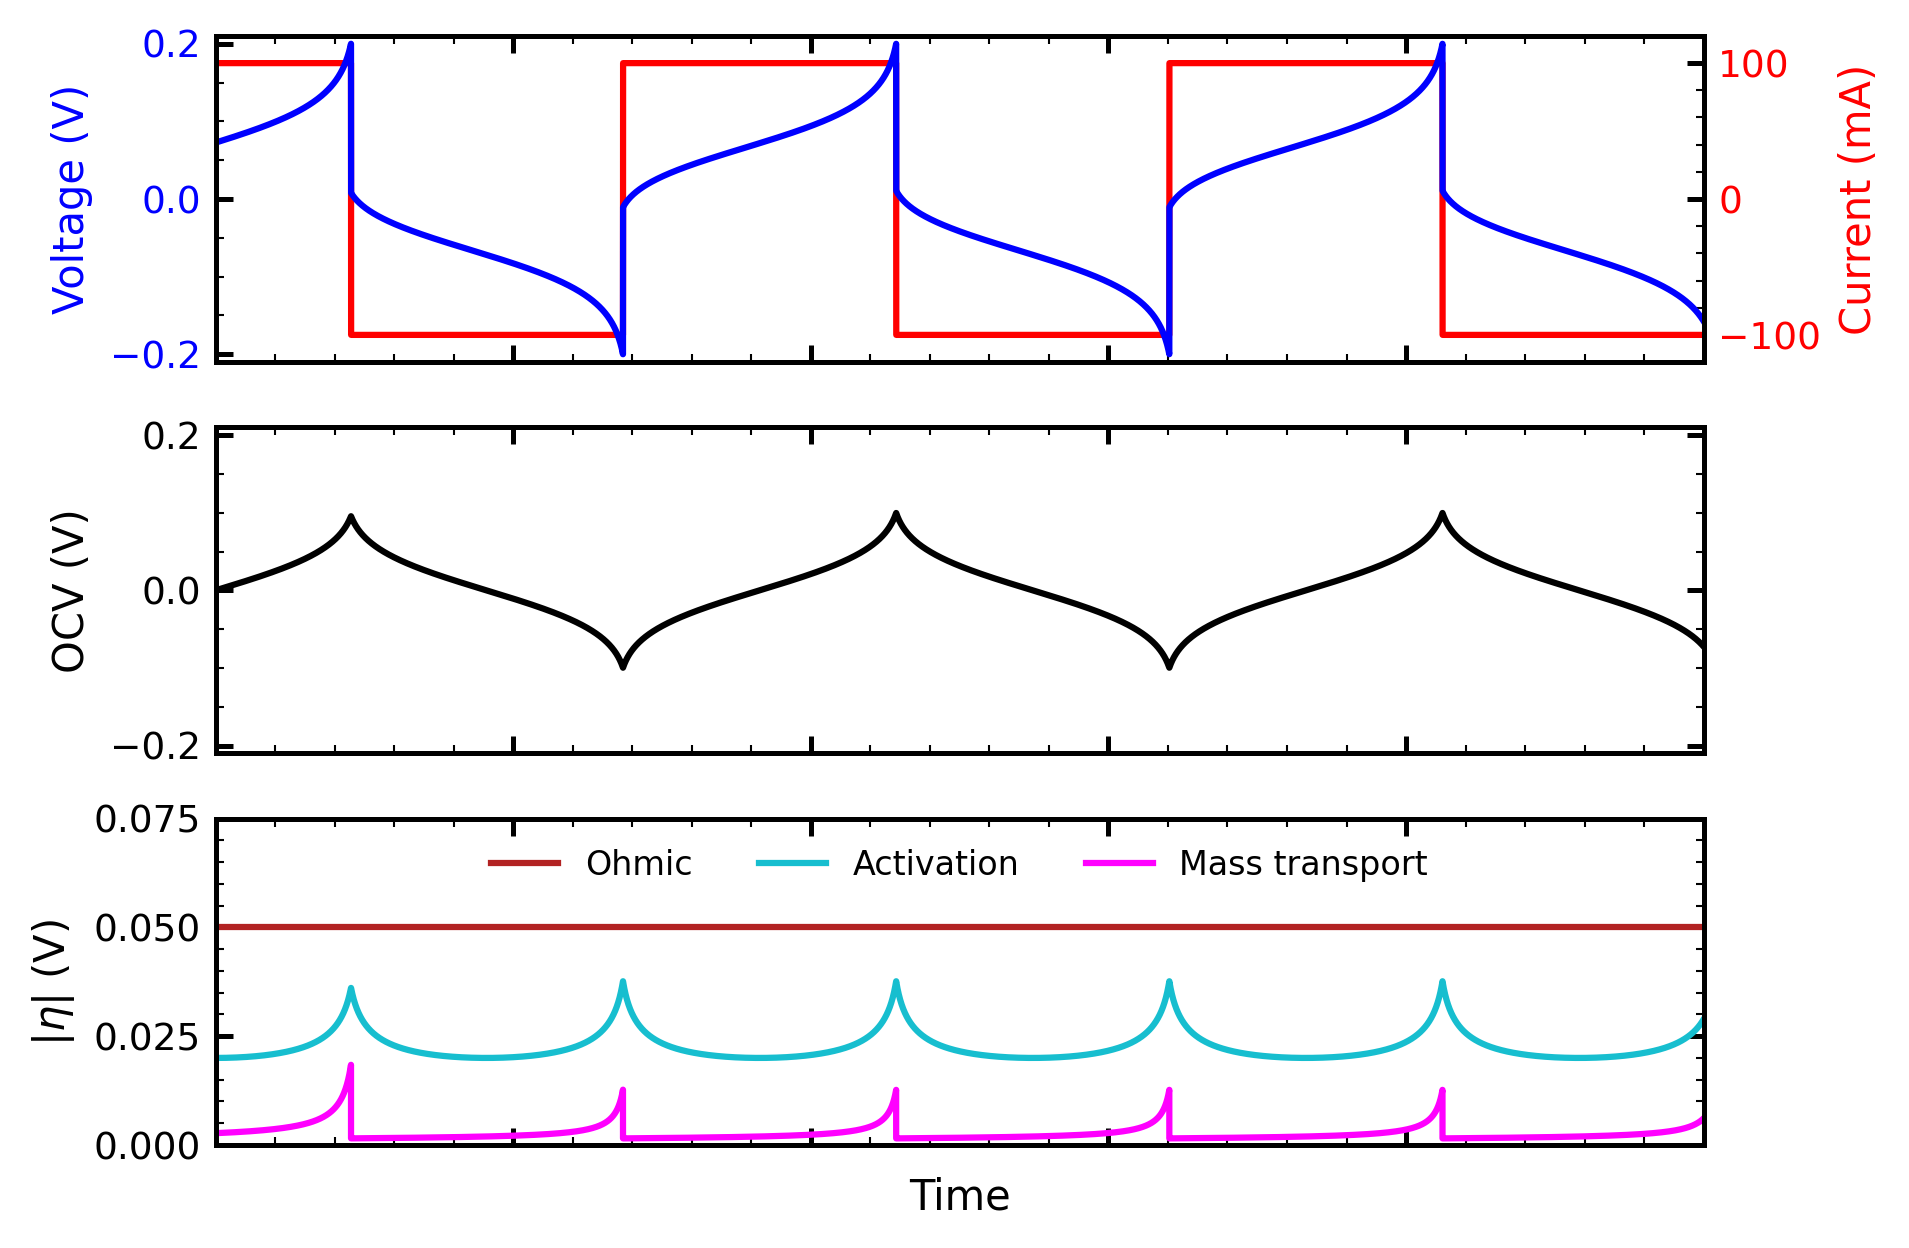 Voltage (V)
0.2
0.0
−0.2
100
0
−100
Current (mA)
OCV (V)
0.2
0.0
−0.2
|η| (V)
0.075
0.050
0.025
0.000
Ohmic Activation Mass transport
Time